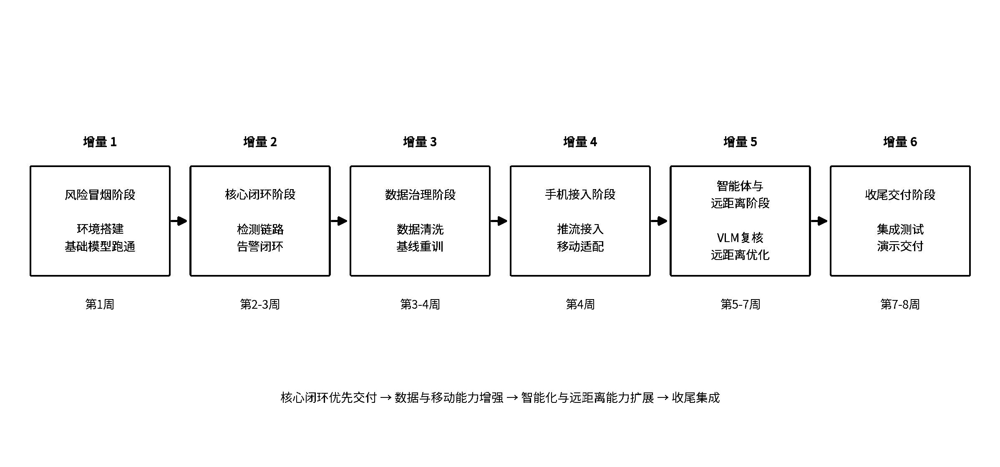 增量 1
风险冒烟阶段
环境搭建
基础模型跑通
第1周
增量 2
核心闭环阶段
检测链路
告警闭环
第2-3周
增量 3
数据治理阶段
数据清洗
基线重训
第3-4周
增量 4
手机接入阶段
推流接入
移动适配
第4周
增量 5
智能体与
远距离阶段
VLM复核
远距离优化
第5-7周
增量 6
收尾交付阶段
集成测试
演示交付
第7-8周
核心闭环优先交付 → 数据与移动能力增强 → 智能化与远距离能力扩展 → 收尾集成